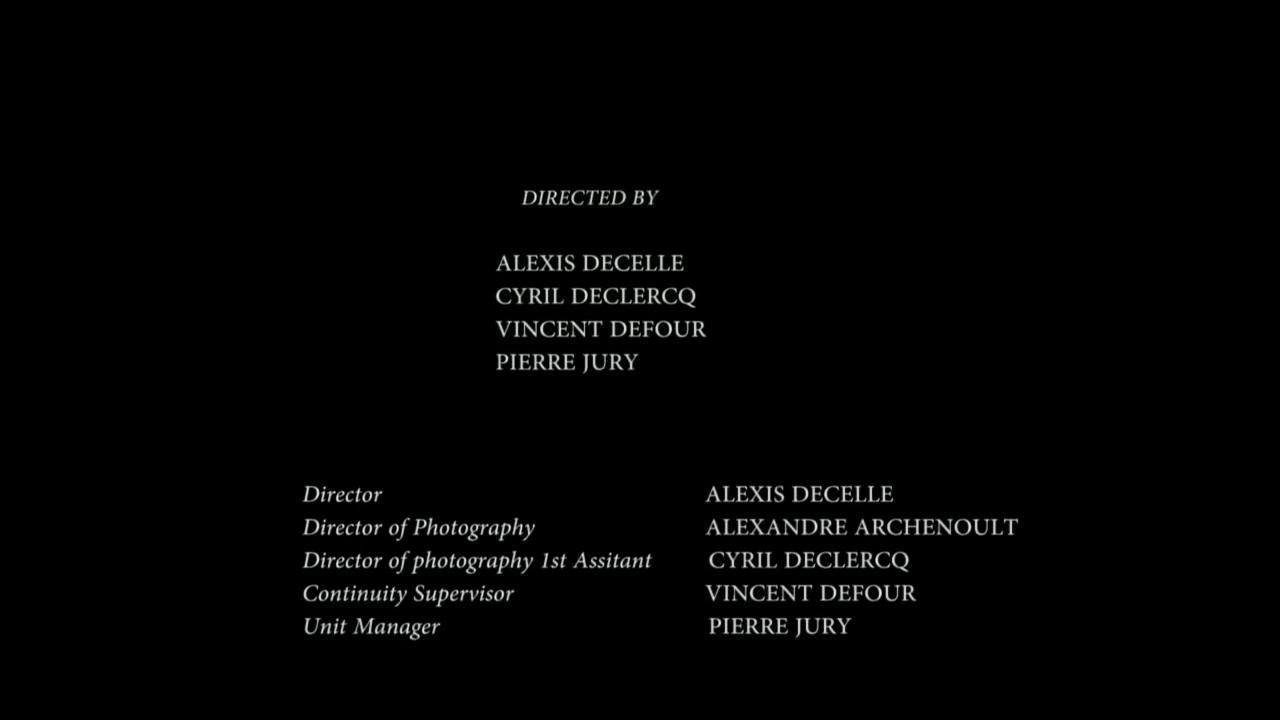 DIRECTED BY
ALEXIS DECELLE
CYRIL DECLERCQ
VINCENT DEFOUR
PIERRE JURY
Director ALEXIS DECELLE
Director of Photography ALEXANDRE ARCHENOULT
Director of photography 1st Assitant CYRIL DECLERCQ
Continuity Supervisor VINCENT DEFOUR
Unit Manager PIERRE JURY